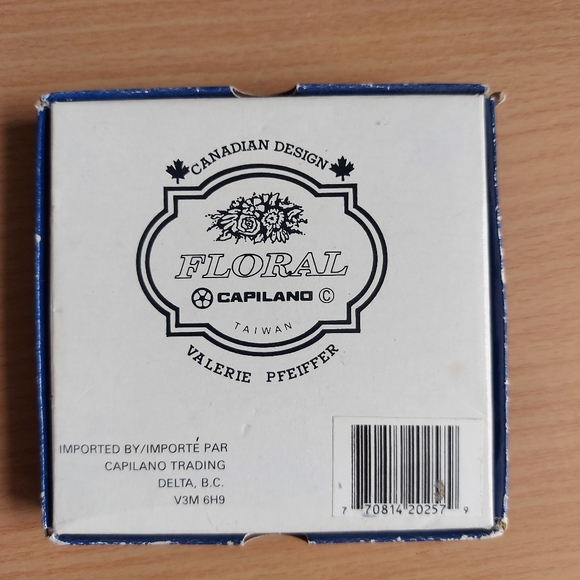 CANADIAN DESIGN
FLORAL
CAPILANO ©
TAIWAN
VALERIE PFEIFFER
IMPORTED BY/IMPORTÉ PAR
CAPILANO TRADING
DELTA, B.C.
V3M 6H9
7 70814 20257 9